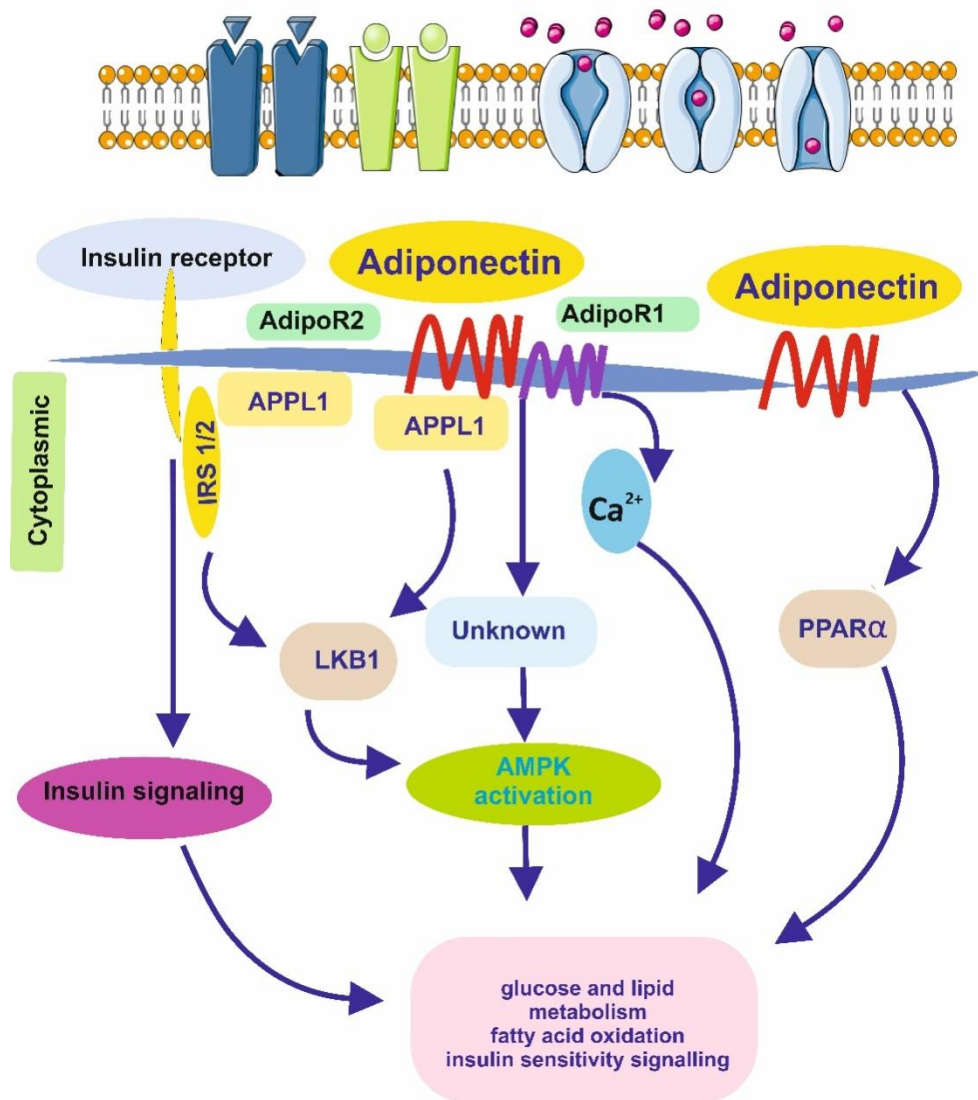 Insulin receptor
Adiponectin
Adiponectin
AdipoR2
AdipoR1
APPL1
APPL1
Cytoplasmic
IRS 1/2
Ca²⁺
LKB1
Unknown
PPARα
Insulin signaling
AMPK
activation
glucose and lipid
metabolism
fatty acid oxidation
insulin sensitivity signalling